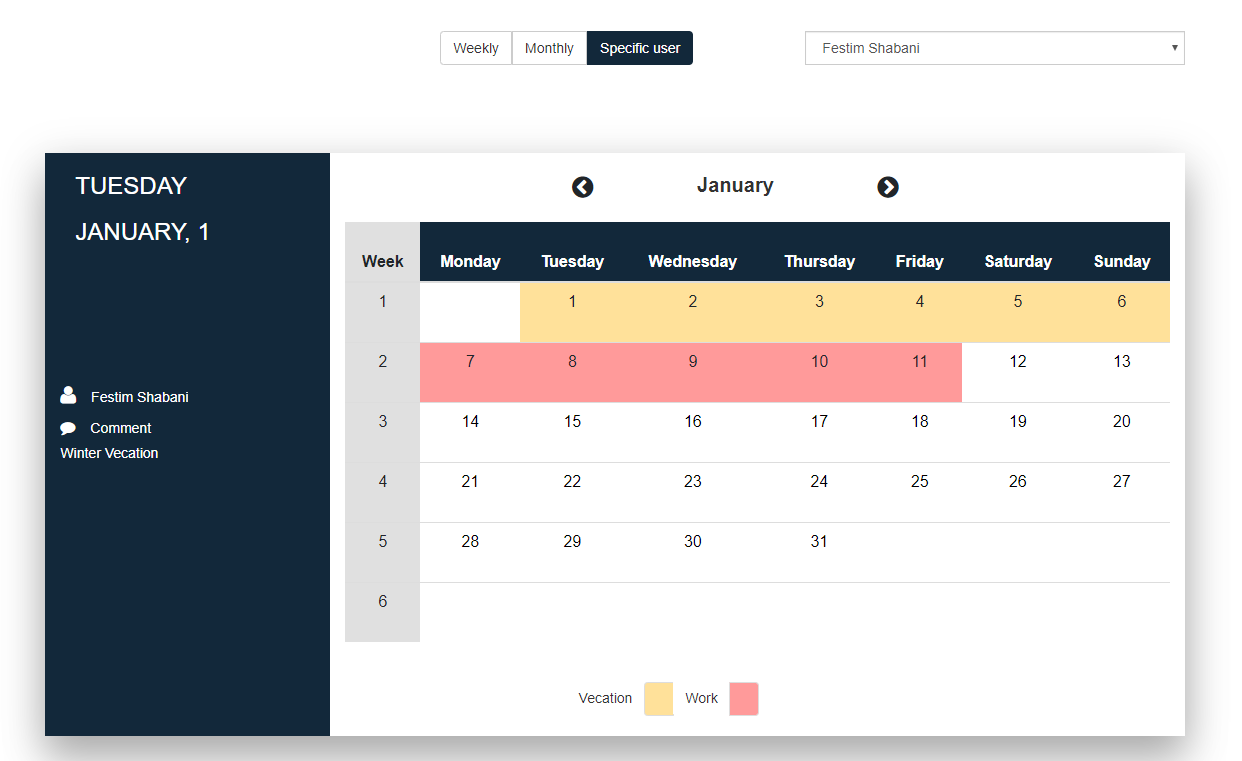 Weekly Monthly Specific user Festim Shabani
TUESDAY
JANUARY, 1
Festim Shabani
Comment
Winter Vecation
January
Week Monday Tuesday Wednesday Thursday Friday Saturday Sunday
1 1 2 3 4 5 6
2 7 8 9 10 11 12 13
3 14 15 16 17 18 19 20
4 21 22 23 24 25 26 27
5 28 29 30 31
6
Vecation Work